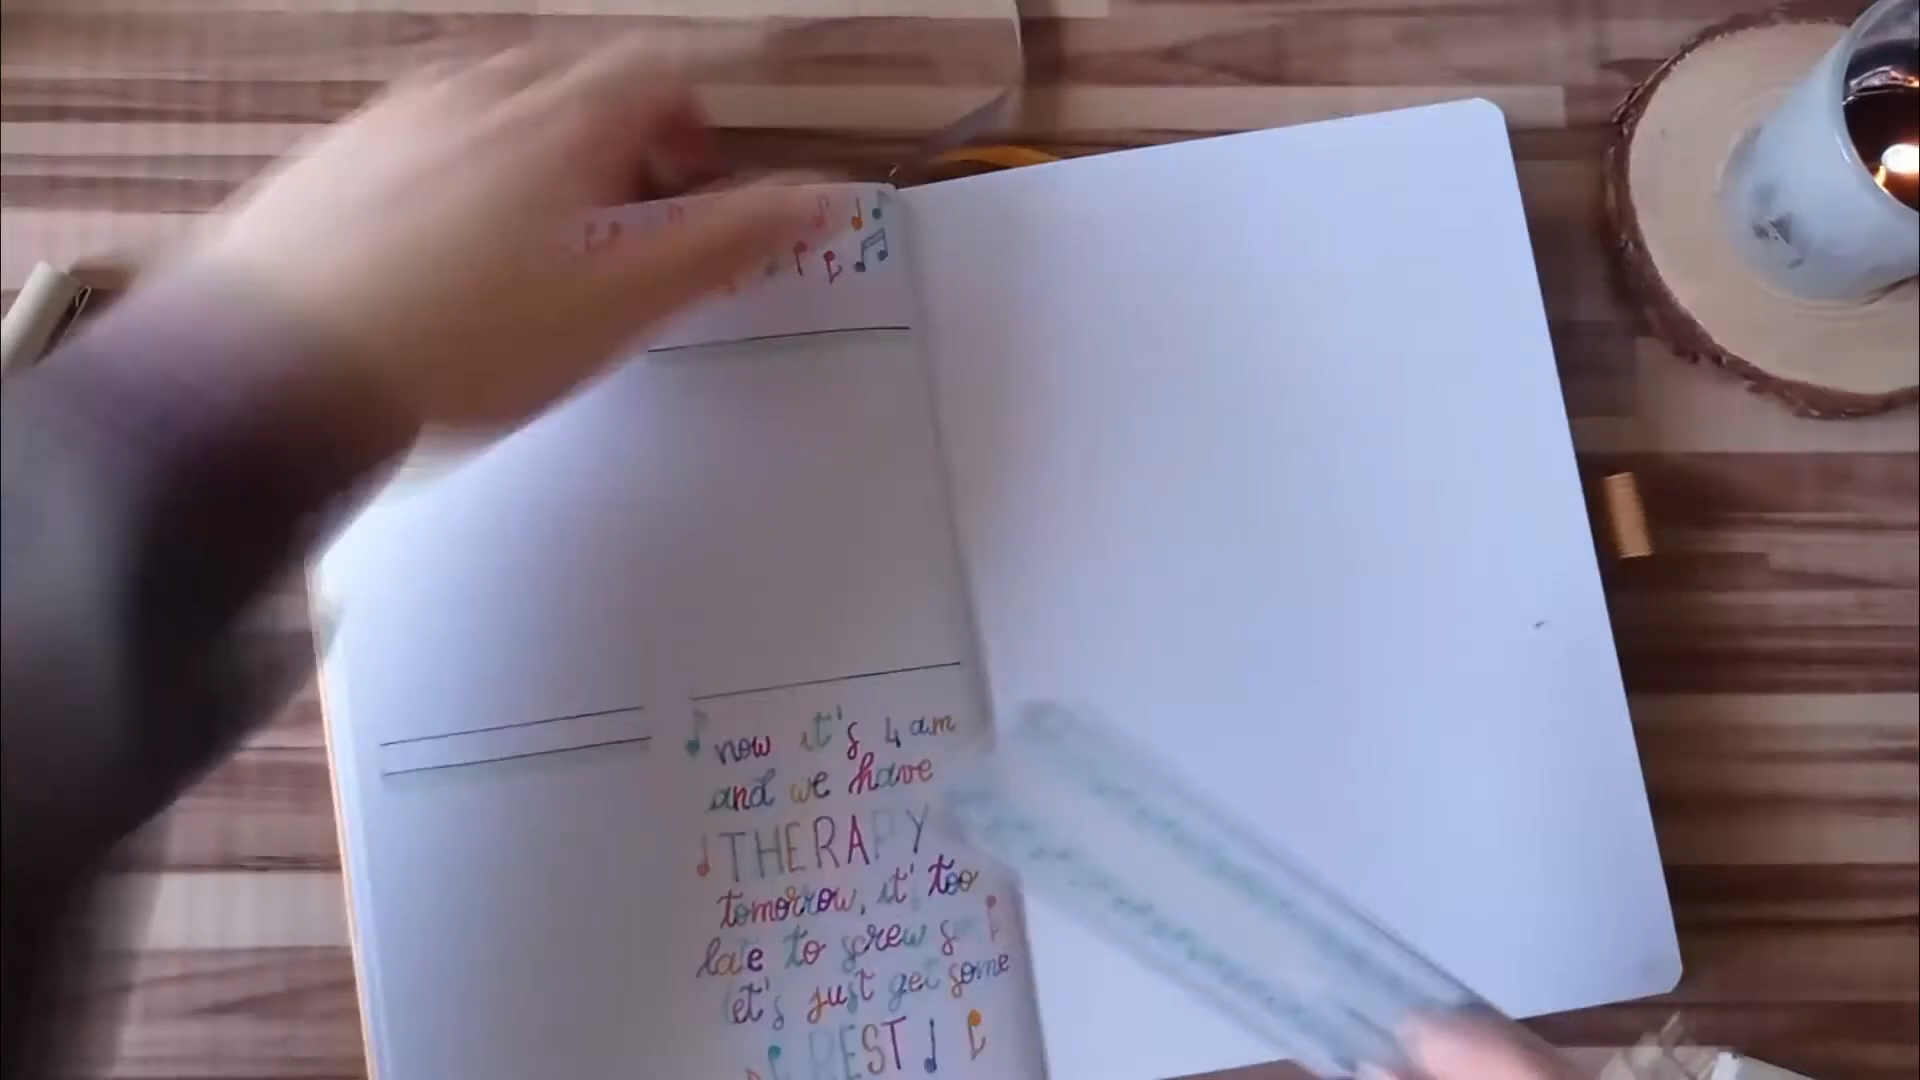 now it's 4 am
and we have
THERAPY
tomorrow, it' too
late to screw so
let's just get some
REST